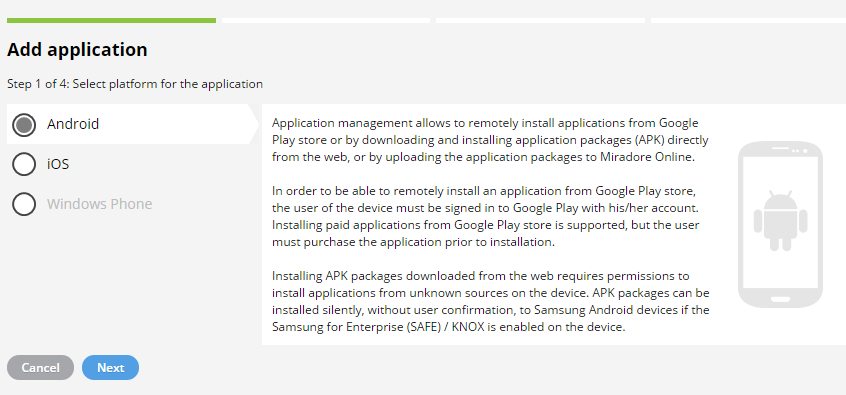 Add application
Step 1 of 4: Select platform for the application
Android
iOS
Windows Phone
Application management allows to remotely install applications from Google
Play store or by downloading and installing application packages (APK) directly
from the web, or by uploading the application packages to Miradore Online.
In order to be able to remotely install an application from Google Play store,
the user of the device must be signed in to Google Play with his/her account.
Installing paid applications from Google Play store is supported, but the user
must purchase the application prior to installation.
Installing APK packages downloaded from the web requires permissions to
install applications from unknown sources on the device. APK packages can be
installed silently, without user confirmation, to Samsung Android devices if the
Samsung for Enterprise (SAFE) / KNOX is enabled on the device.
Cancel
Next